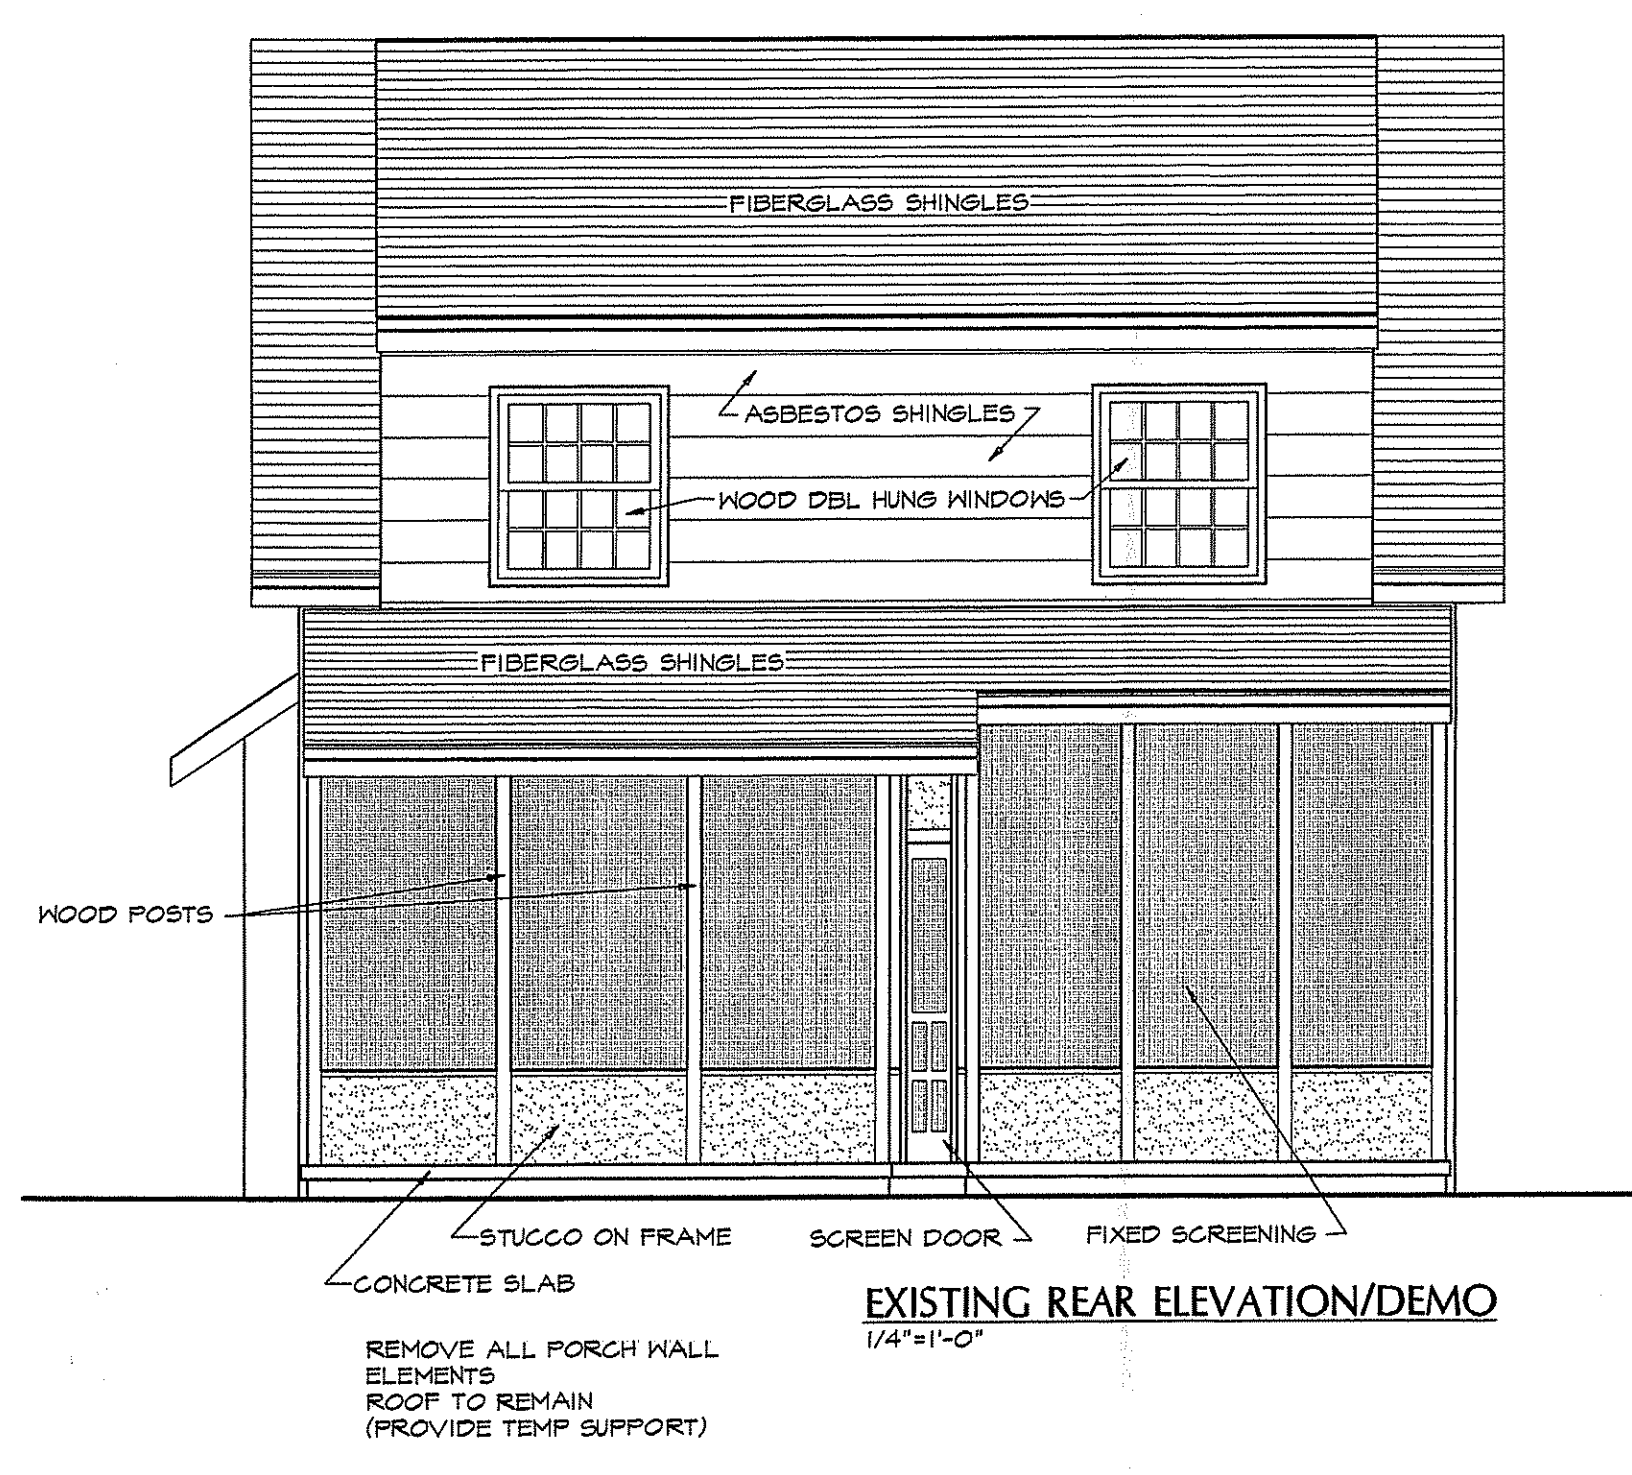 FIBERGLASS SHINGLES
ASBESTOS SHINGLES
WOOD DBL HUNG WINDOWS
FIBERGLASS SHINGLES
WOOD POSTS
STUCCO ON FRAME
SCREEN DOOR
FIXED SCREENING
CONCRETE SLAB
EXISTING REAR ELEVATION/DEMO
1/4"=1'-0"
REMOVE ALL PORCH WALL
ELEMENTS
ROOF TO REMAIN
(PROVIDE TEMP SUPPORT)